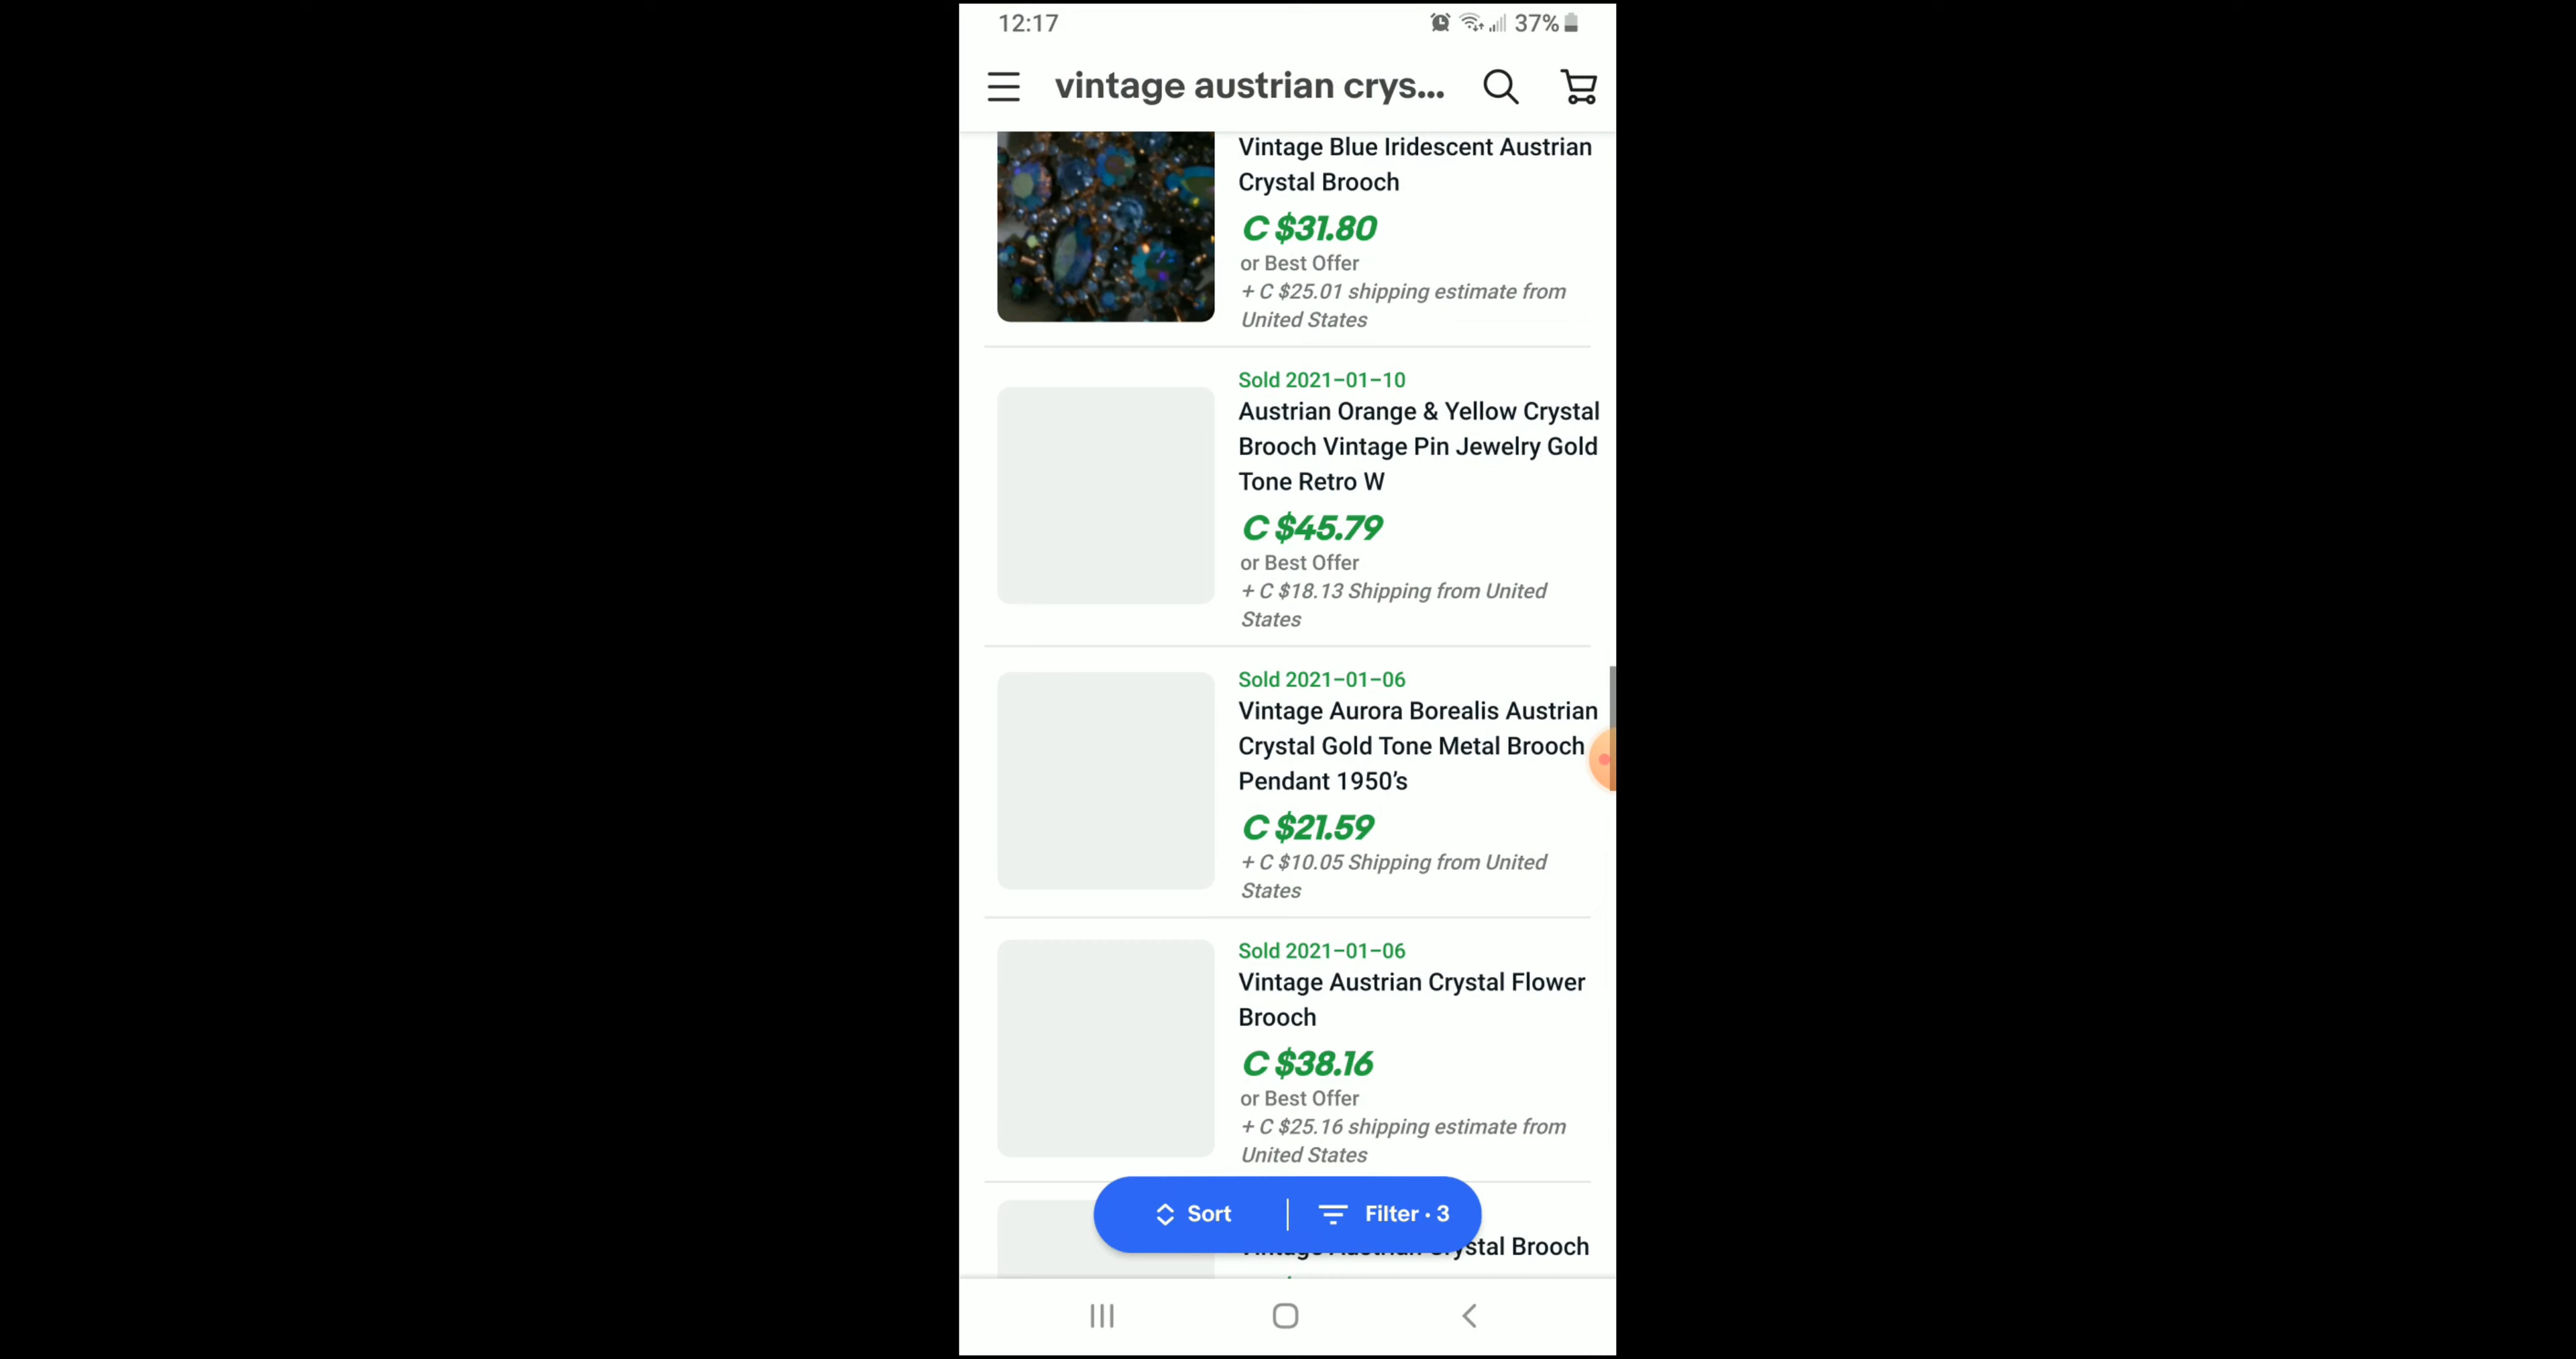 12:17
37%
vintage austrian crys...
Vintage Blue Iridescent Austrian
Crystal Brooch
C $31.80
or Best Offer
+ C $25.01 shipping estimate from
United States
Sold 2021-01-10
Austrian Orange & Yellow Crystal
Brooch Vintage Pin Jewelry Gold
Tone Retro W
C $45.79
or Best Offer
+ C $18.13 Shipping from United
States
Sold 2021-01-06
Vintage Aurora Borealis Austrian
Crystal Gold Tone Metal Brooch
Pendant 1950's
C $21.59
+ C $10.05 Shipping from United
States
Sold 2021-01-06
Vintage Austrian Crystal Flower
Brooch
C $38.16
or Best Offer
+ C $25.16 shipping estimate from
United States
Sort
Filter · 3
Vintage Austrian Crystal Brooch